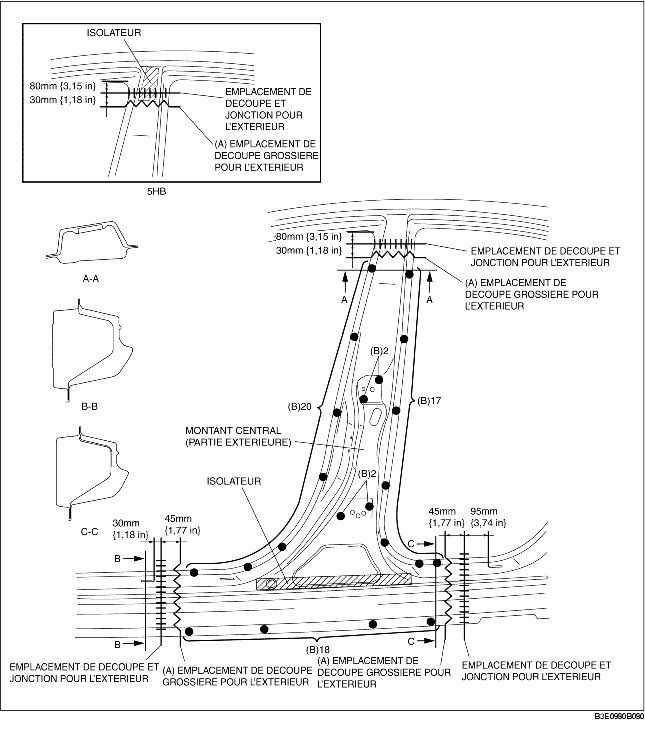 ISOLATEUR
80mm {3,15 in}
30mm {1,18 in}
EMPLACEMENT DE
DECOUPE ET
JONCTION POUR
L'EXTERIEUR
(A) EMPLACEMENT DE
DECOUPE GROSSIERE
POUR L'EXTERIEUR
5HB
80mm {3,15 in}
30mm {1,18 in}
EMPLACEMENT DE DECOUPE ET
JONCTION POUR L'EXTERIEUR
(A) EMPLACEMENT DE
DECOUPE GROSSIERE POUR
L'EXTERIEUR
A
A
A-A
B-B
C-C
(B)2
(B)20
(B)17
MONTANT CENTRAL
(PARTIE EXTERIEURE)
(B)2
ISOLATEUR
30mm
{1,18 in}
45mm
{1,77 in}
45mm
{1,77 in}
95mm
{3,74 in}
B
C
B
C
(B)18
EMPLACEMENT DE DECOUPE ET
JONCTION POUR L'EXTERIEUR
(A) EMPLACEMENT DE DECOUPE
GROSSIERE POUR L'EXTERIEUR
(A) EMPLACEMENT DE
DECOUPE GROSSIERE POUR
L'EXTERIEUR
EMPLACEMENT DE DECOUPE ET
JONCTION POUR L'EXTERIEUR
B3E0980B080